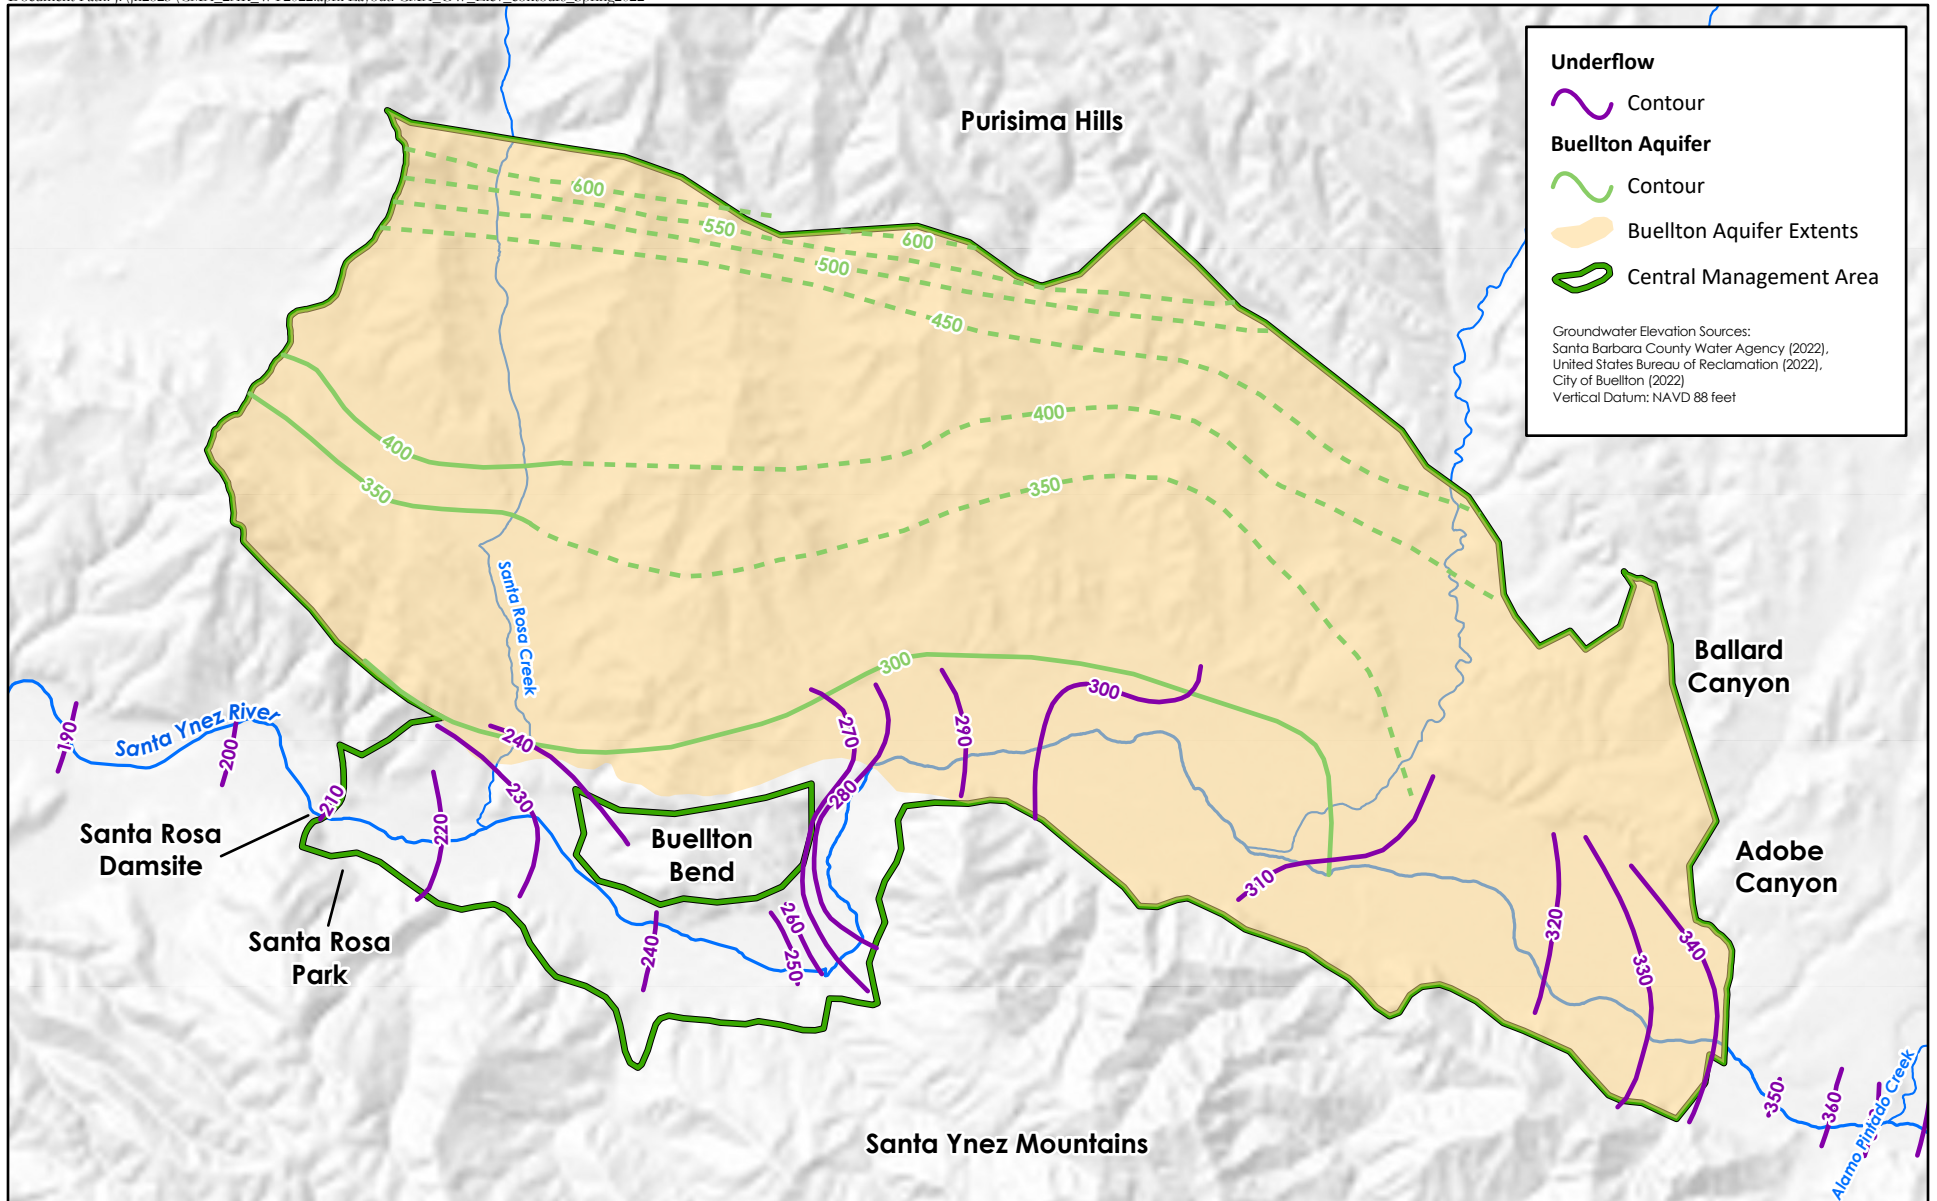 Purisima Hills
Underflow
Contour
Buellton Aquifer
Contour
Buellton Aquifer Extents
Central Management Area
Groundwater Elevation Sources:
Santa Barbara County Water Agency (2022),
United States Bureau of Reclamation (2022),
City of Buellton (2022)
Vertical Datum: NAVD 88 feet
600
550
600
500
450
400
400
350
350
Santa Rosa Creek
300
300
Ballard
Canyon
Santa Ynez River
190
200
210
220
230
240
270
280
290
Santa Rosa
Damsite
Buellton
Bend
Adobe
Canyon
310
Santa Rosa
Park
240
260
250
320
330
340
350
360
Alamo Pintado Creek
Santa Ynez Mountains